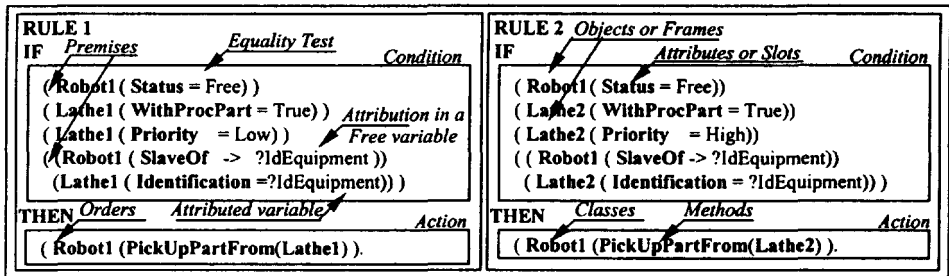 RULE 1
IF Premises Equality Test Condition
( Robot1 ( Status = Free) )
( Lathe1 ( WithProcPart = True) )
( Lathe1 ( Priority = Low) ) Attribution in a
Free variable
( (Robot1 ( SlaveOf -> ?IdEquipment ))
(Lathe1 ( Identification =?IdEquipment)) )
THEN Orders Attributed variable Action
( Robot1 (PickUpPartFrom(Lathe1) ).
RULE 2 Objects or Frames
IF Attributes or Slots Condition
( Robot1( Status = Free))
( Lathe2 ( WithProcPart = True))
( Lathe2 ( Priority = High))
( ( Robot1 ( SlaveOf -> ?IdEquipment))
( Lathe2 ( Identification = ?IdEquipment)) )
THEN Classes Methods Action
( Robot1 (PickUpPartFrom(Lathe2) ).